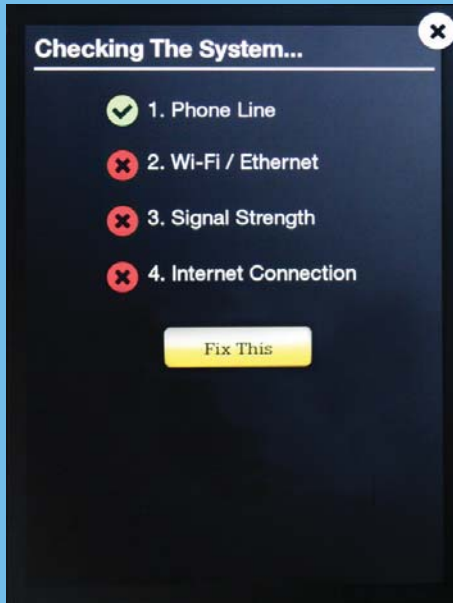 Checking The System...
1. Phone Line
2. Wi-Fi / Ethernet
3. Signal Strength
4. Internet Connection
Fix This